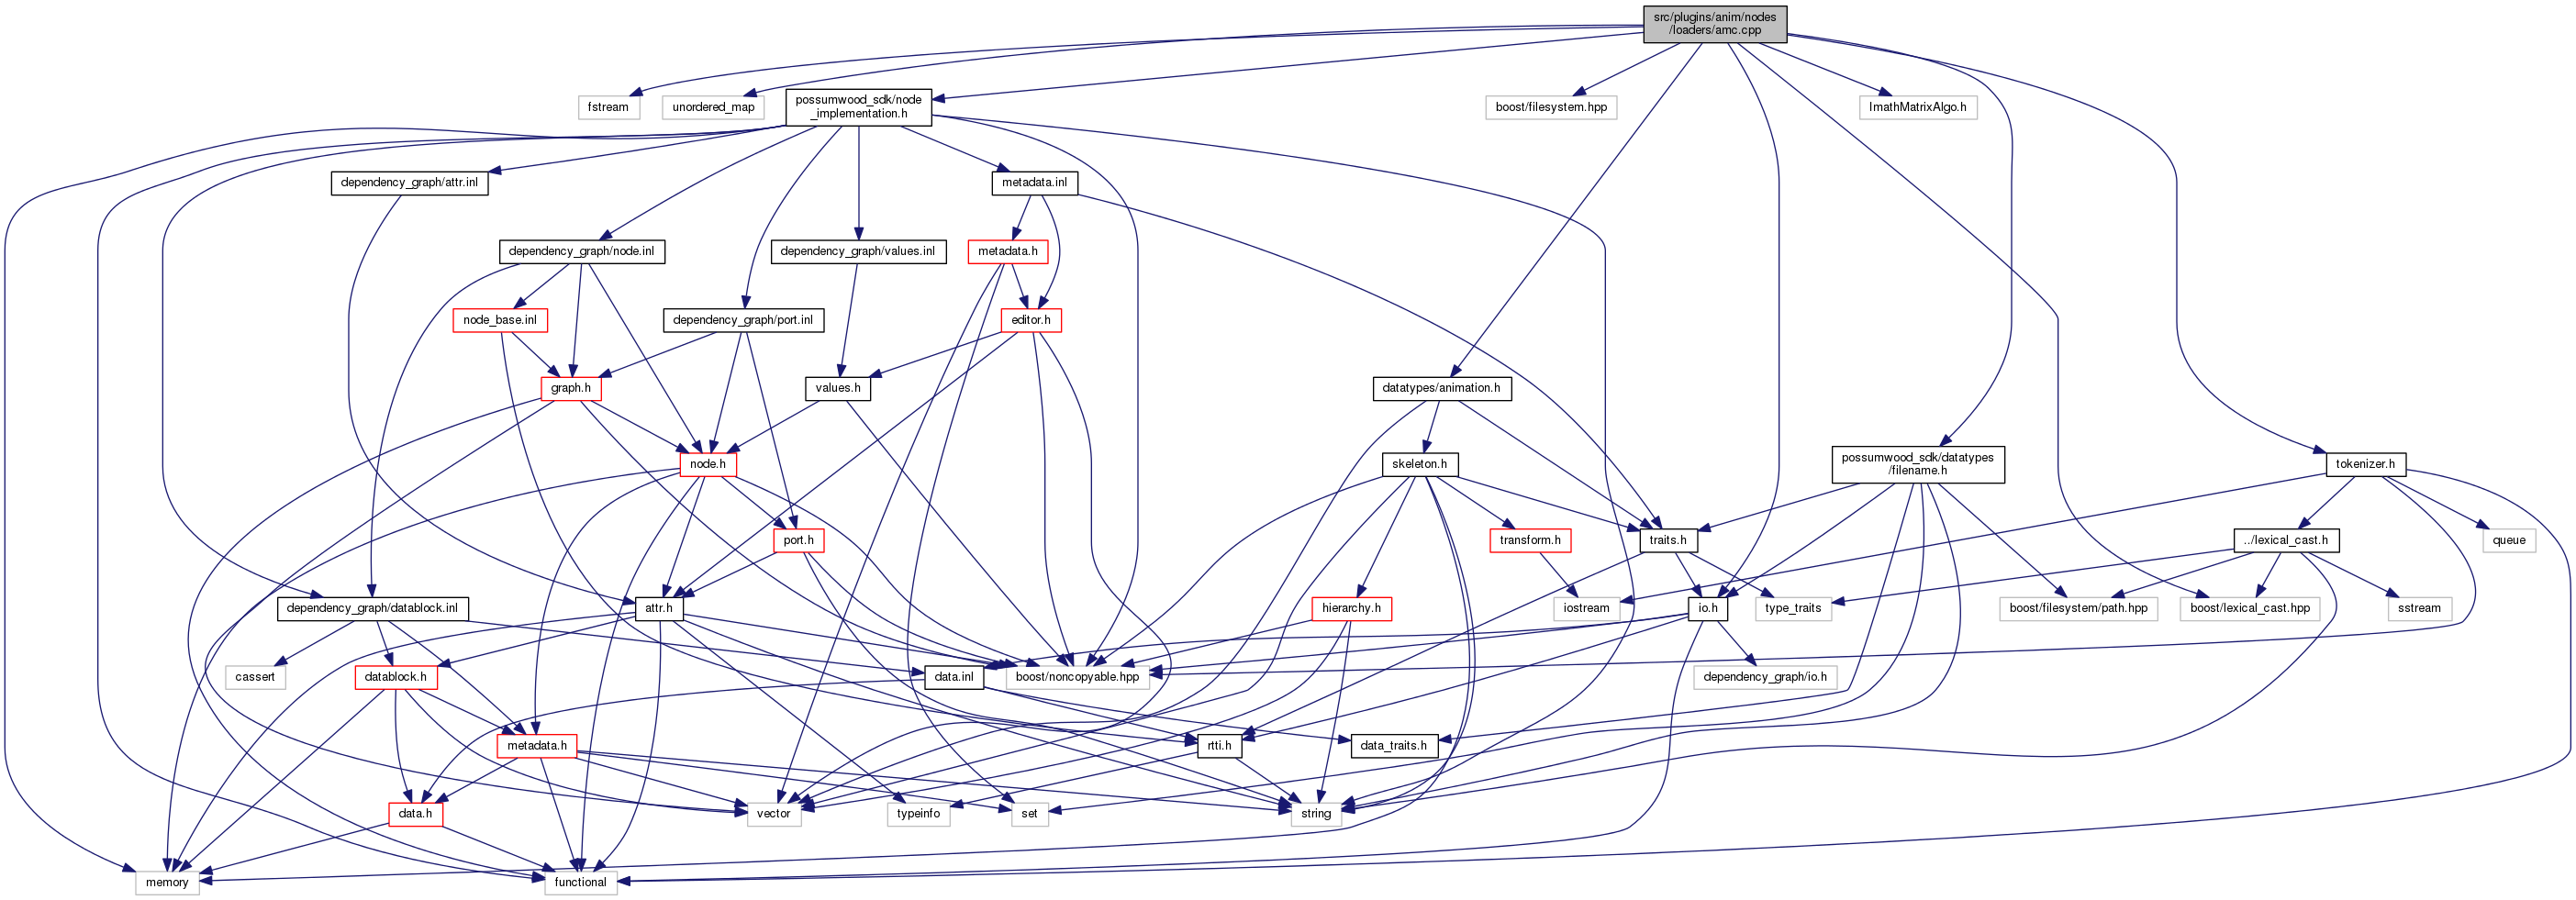 src/plugins/anim/nodes
/loaders/amc.cpp
fstream
unordered_map
possumwood_sdk/node
_implementation.h
boost/filesystem.hpp
ImathMatrixAlgo.h
dependency_graph/attr.inl
metadata.inl
dependency_graph/node.inl
dependency_graph/values.inl
metadata.h
node_base.inl
dependency_graph/port.inl
editor.h
graph.h
values.h
datatypes/animation.h
node.h
skeleton.h
possumwood_sdk/datatypes
/filename.h
tokenizer.h
port.h
transform.h
traits.h
../lexical_cast.h
queue
dependency_graph/datablock.inl
attr.h
hierarchy.h
iostream
io.h
type_traits
boost/filesystem/path.hpp
boost/lexical_cast.hpp
sstream
cassert
datablock.h
data.inl
boost/noncopyable.hpp
dependency_graph/io.h
metadata.h
rtti.h
data_traits.h
data.h
vector
typeinfo
set
string
memory
functional